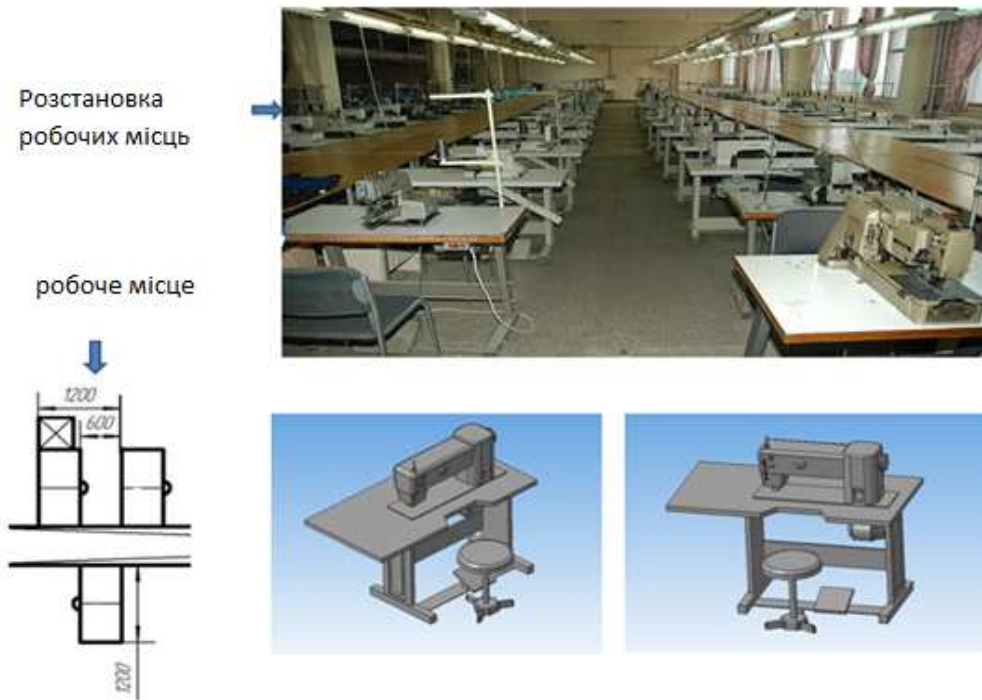 Розстановка
робочих місць
робоче місце
1200
600
1200